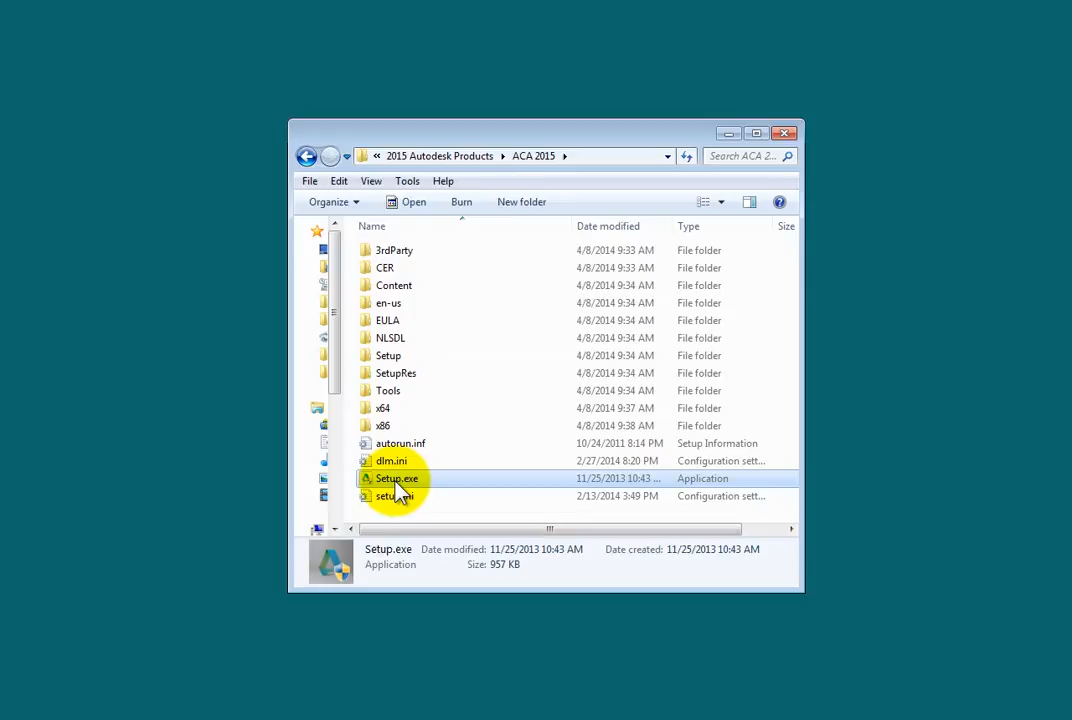 « 2015 Autedesk Products ▸ ACA 2015 ▸ Search ACA 2...
File Edit View Tools Help
Organize Open Burn New folder
Name Date modified Type Size
3rdParty 4/8/2014 9:33 AM File folder
CER 4/8/2014 9:33 AM File folder
Content 4/8/2014 9:34 AM File folder
en-us 4/8/2014 9:34 AM File folder
EULA 4/8/2014 9:34 AM File folder
NLSDL 4/8/2014 9:34 AM File folder
Setup 4/8/2014 9:34 AM File folder
SetupRes 4/8/2014 9:34 AM File folder
Tools 4/8/2014 9:34 AM File folder
x64 4/8/2014 9:37 AM File folder
x86 4/8/2014 9:38 AM File folder
autorun.inf 10/24/2011 8:14 PM Setup Information
dlm.ini 2/27/2014 8:20 PM Configuration sett...
Setup.exe 11/25/2013 10:43 ... Application
2/13/2014 3:49 PM Configuration sett...
Setup.exe Date modified: 11/25/2013 10:43 AM Date created: 11/25/2013 10:43 AM
Application Size: 957 KB